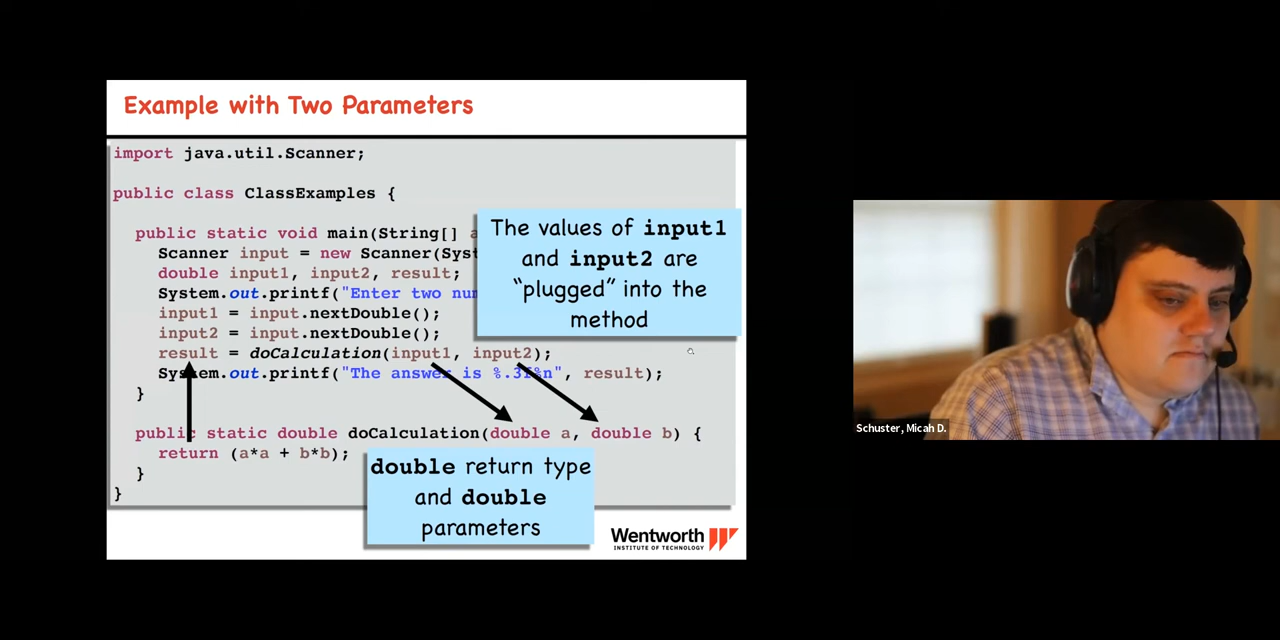 Example with Two Parameters
import java.util.Scanner;
public class ClassExamples {
public static void main(String[]
Scanner input = new Scanner(Syst
double input1, input2, result;
System.out.printf("Enter two num
input1 = input.nextDouble();
input2 = input.nextDouble();
result = doCalculation(input1, input2);
System.out.printf("The answer is %.3f%n", result);
}
public static double doCalculation(double a, double b) {
return (a*a + b*b);
}
}
The values of input1
and input2 are
"plugged" into the
method
double return type
and double
parameters
Wentworth
INSTITUTE OF TECHNOLOGY
Schuster, Micah D.